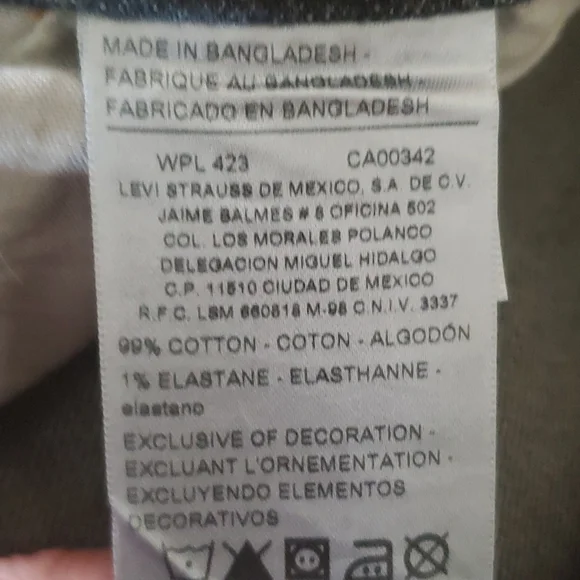 MADE IN BANGLADESH -
FABRIQUE AU BANGLADESH -
FABRICADO EN BANGLADESH
WPL 423 CA00342
LEVI STRAUSS DE MEXICO, S.A. DE C.V.
JAIME BALMES # 8 OFICINA 502
COL. LOS MORALES POLANCO
DELEGACION MIGUEL HIDALGO
C.P. 11510 CIUDAD DE MEXICO
R.F.C. LSM 660818 M-98 C.N.I.V. 3337
99% COTTON - COTON - ALGODÓN
1% ELASTANE - ELASTHANNE -
elastano
EXCLUSIVE OF DECORATION -
EXCLUANT L'ORNEMENTATION -
EXCLUYENDO ELEMENTOS
DECORATIVOS